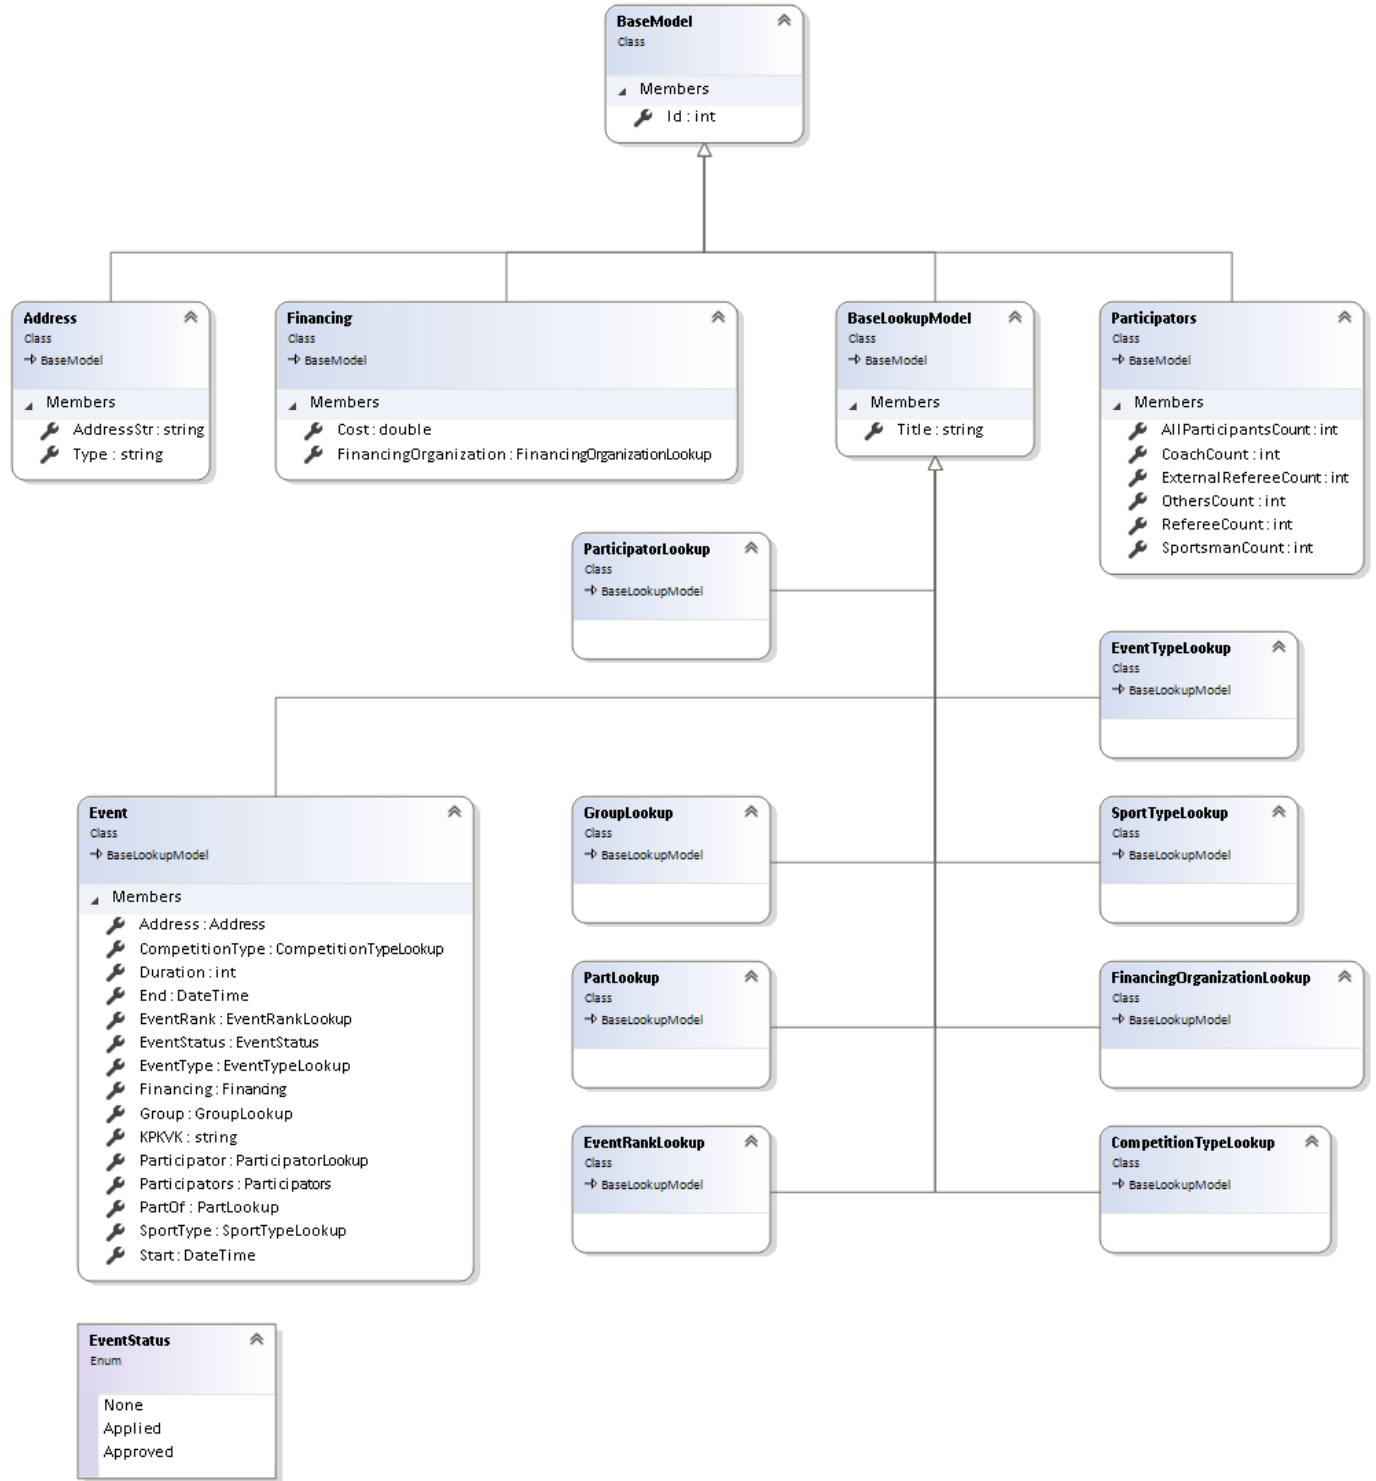 BaseModel
Class
Members
Id : int
Address
Class
BaseModel
Members
AddressStr : string
Type : string
Financing
Class
BaseModel
Members
Cost : double
FinancingOrganization : FinancingOrganizationLookup
BaseLookupModel
Class
BaseModel
Members
Title : string
Participators
Class
BaseModel
Members
AllParticipantsCount : int
CoachCount : int
ExternalRefereeCount : int
OthersCount : int
RefereeCount : int
SportsmanCount : int
ParticipatorLookup
Class
BaseLookupModel
EventTypeLookup
Class
BaseLookupModel
Event
Class
BaseLookupModel
Members
Address : Address
CompetitionType : CompetitionTypeLookup
Duration : int
End : DateTime
EventRank : EventRankLookup
EventStatus : EventStatus
EventType : EventTypeLookup
Financing : Financing
Group : GroupLookup
KPKVK : string
Participator : ParticipatorLookup
Participators : Participators
PartOf : PartLookup
SportType : SportTypeLookup
Start : DateTime
GroupLookup
Class
BaseLookupModel
SportTypeLookup
Class
BaseLookupModel
PartLookup
Class
BaseLookupModel
FinancingOrganizationLookup
Class
BaseLookupModel
EventRankLookup
Class
BaseLookupModel
CompetitionTypeLookup
Class
BaseLookupModel
EventStatus
Enum
None
Applied
Approved